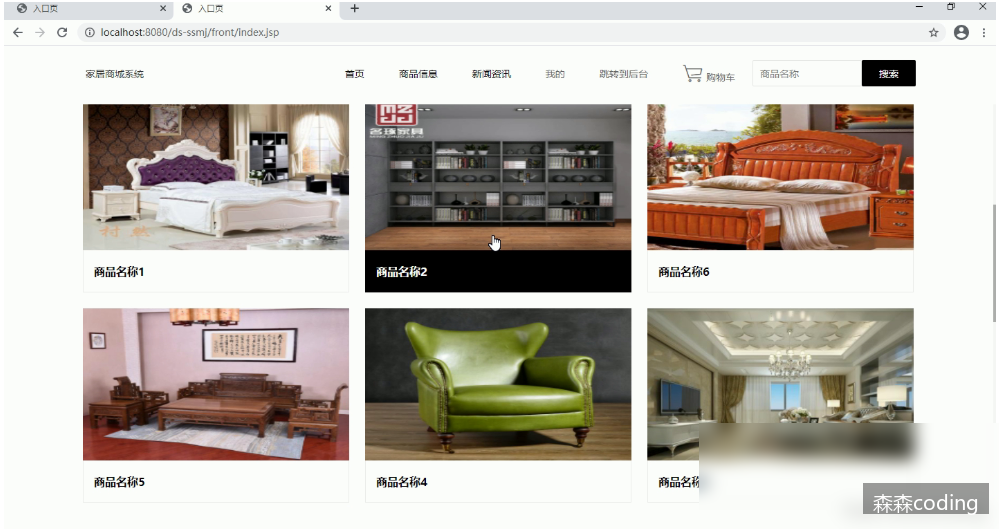 入口页
入口页
localhost:8080/ds-ssmj/front/index.jsp
家居商城系统 首页 商品信息 新闻资讯 我的 跳转到后台 购物车 商品名称 搜索
MZ
JJ
名臻家具
商品名称1
商品名称2
商品名称6
商品名称5
商品名称4
商品名称
森森coding